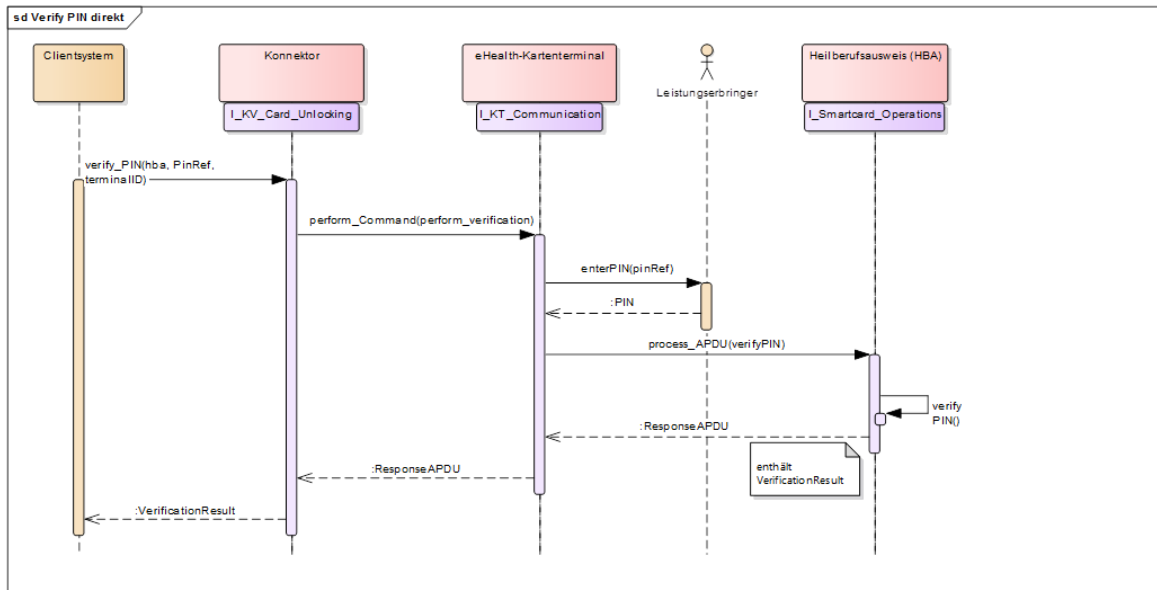 sd Verify PIN direkt
Clientsystem
Konnektor
eHealth-Kartenterminal
Heilberufsausweis (HBA)
Leistungserbringer
I_KV_Card_Unlocking
I_KT_Communication
I_Smartcard_Operations
verify_PIN(hba, PinRef,
terminalID)
perform_Command(perform_verification)
enterPIN(pinRef)
:PIN
process_APDU(verifyPIN)
verify
PIN()
:ResponseAPDU
enthält
VerificationResult
:ResponseAPDU
:VerificationResult